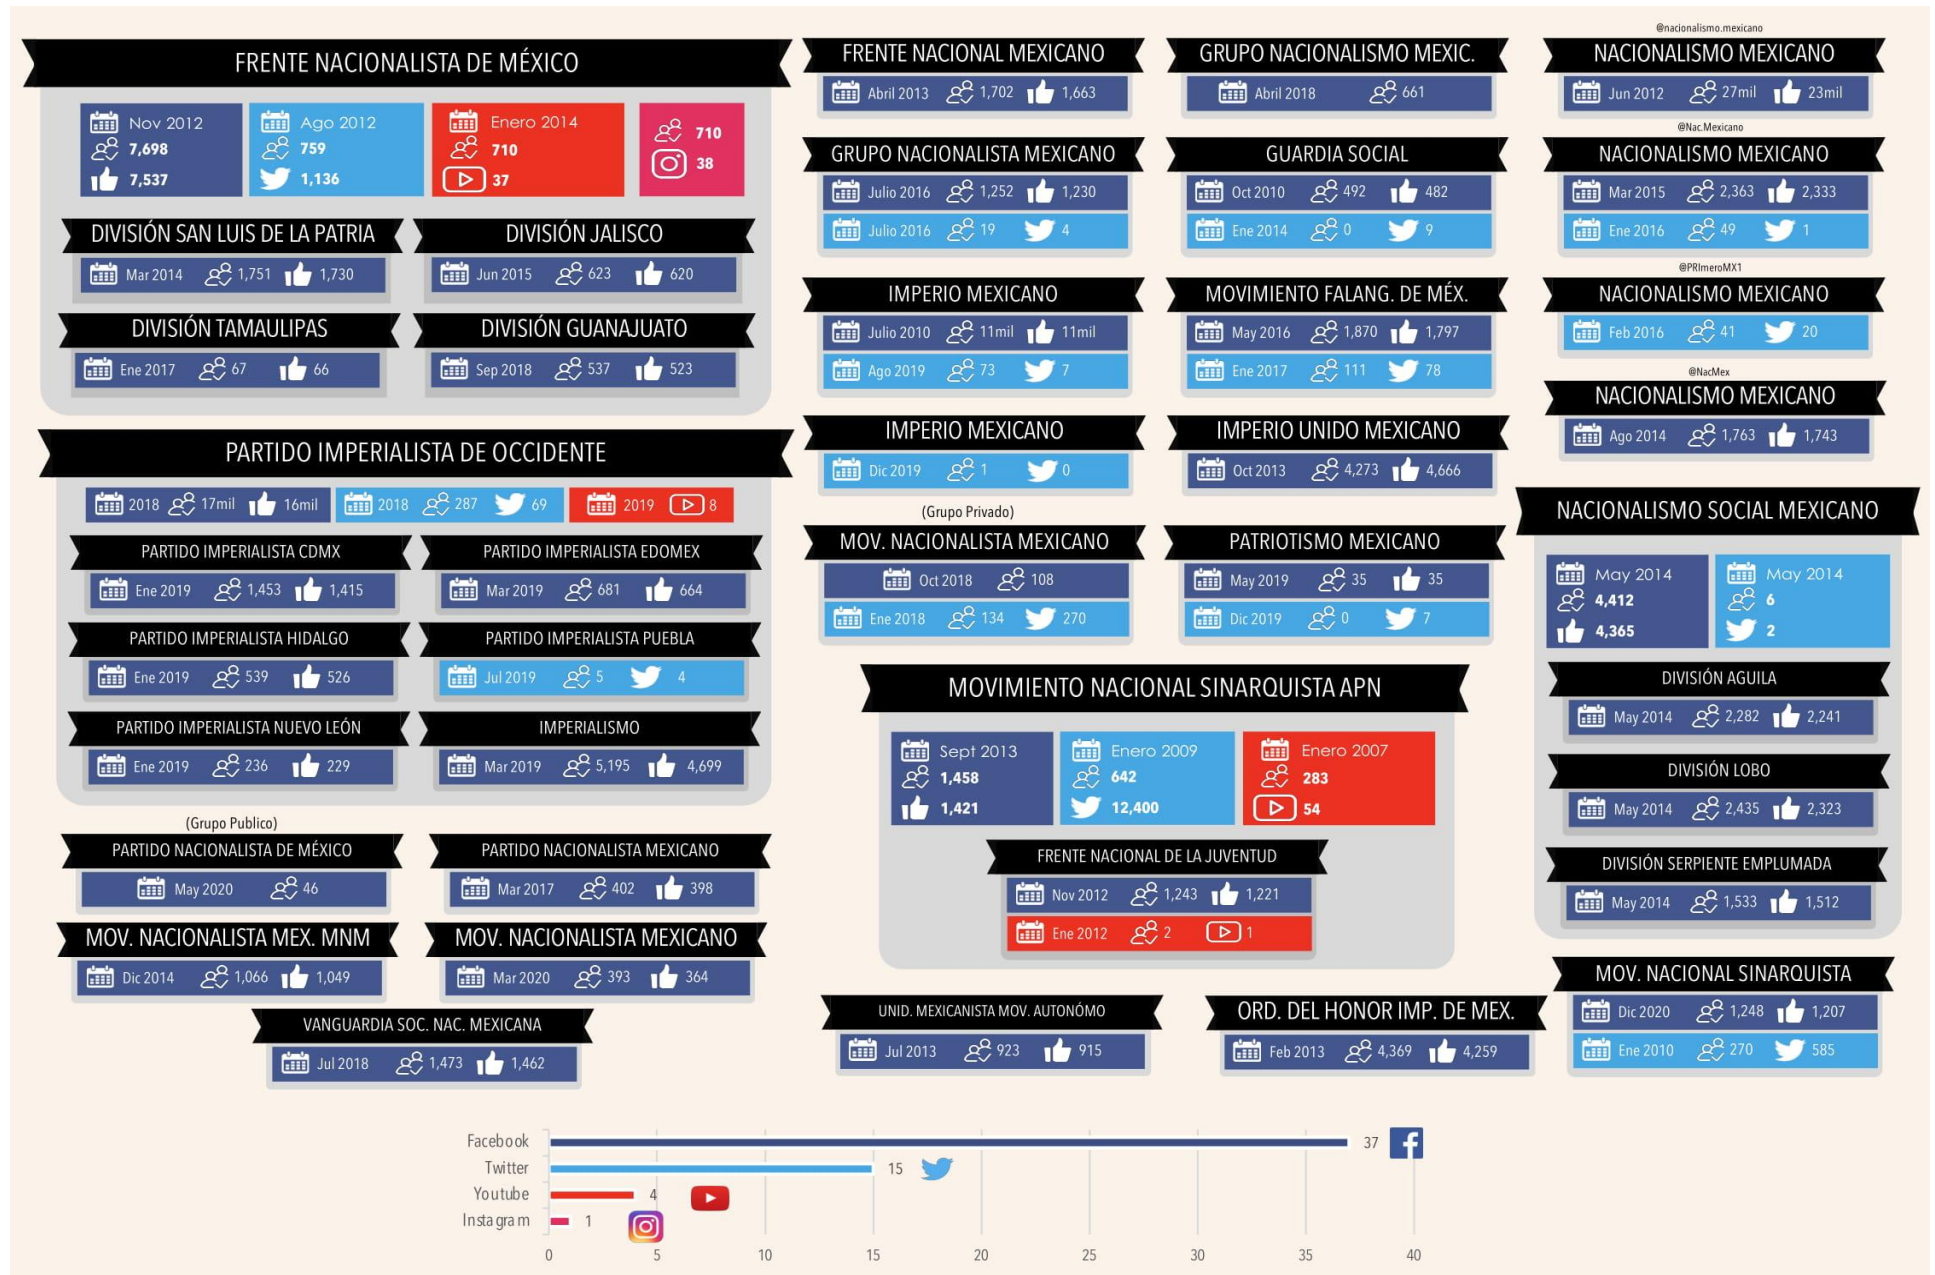 FRENTE NACIONALISTA DE MÉXICO
Nov 2012
7,698
7,537
Ago 2012
759
1,136
Enero 2014
710
37
710
38
DIVISIÓN SAN LUIS DE LA PATRIA
Mar 2014 1,751 1,730
DIVISIÓN JALISCO
Jun 2015 623 620
DIVISIÓN TAMAULIPAS
Ene 2017 67 66
DIVISIÓN GUANAJUATO
Sep 2018 537 523
PARTIDO IMPERIALISTA DE OCCIDENTE
2018 17mil 16mil
2018 287 69
2019 8
PARTIDO IMPERIALISTA CDMX
Ene 2019 1,453 1,415
PARTIDO IMPERIALISTA EDOMEX
Mar 2019 681 664
PARTIDO IMPERIALISTA HIDALGO
Ene 2019 539 526
PARTIDO IMPERIALISTA PUEBLA
Jul 2019 5 4
PARTIDO IMPERIALISTA NUEVO LEÓN
Ene 2019 236 229
IMPERIALISMO
Mar 2019 5,195 4,699
(Grupo Publico)
PARTIDO NACIONALISTA DE MÉXICO
May 2020 46
PARTIDO NACIONALISTA MEXICANO
Mar 2017 402 398
MOV. NACIONALISTA MEX. MNM
Dic 2014 1,066 1,049
MOV. NACIONALISTA MEXICANO
Mar 2020 393 364
VANGUARDIA SOC. NAC. MEXICANA
Jul 2018 1,473 1,462
FRENTE NACIONAL MEXICANO
Abril 2013 1,702 1,663
GRUPO NACIONALISMO MEXIC.
Abril 2018 661
GRUPO NACIONALISTA MEXICANO
Julio 2016 1,252 1,230
Julio 2016 19 4
GUARDIA SOCIAL
Oct 2010 492 482
Ene 2014 0 9
IMPERIO MEXICANO
Julio 2010 11mil 11mil
Ago 2019 73 7
MOVIMIENTO FALANG. DE MÉX.
May 2016 1,870 1,797
Ene 2017 111 78
IMPERIO MEXICANO
Dic 2019 1 0
IMPERIO UNIDO MEXICANO
Oct 2013 4,273 4,666
(Grupo Privado)
MOV. NACIONALISTA MEXICANO
Oct 2018 108
Ene 2018 134 270
PATRIOTISMO MEXICANO
May 2019 35 35
Dic 2019 0 7
MOVIMIENTO NACIONAL SINARQUISTA APN
Sept 2013
1,458
1,421
Enero 2009
642
12,400
Enero 2007
283
54
FRENTE NACIONAL DE LA JUVENTUD
Nov 2012 1,243 1,221
Ene 2012 2 1
UNID. MEXICANISTA MOV. AUTONÓMO
Jul 2013 923 915
ORD. DEL HONOR IMP. DE MEX.
Feb 2013 4,369 4,259
@nacionalismo.mexicano
NACIONALISMO MEXICANO
Jun 2012 27mil 23mil
@Nac.Mexicano
NACIONALISMO MEXICANO
Mar 2015 2,363 2,333
Ene 2016 49 1
@PRImeroMX1
NACIONALISMO MEXICANO
Feb 2016 41 20
@NacMex
NACIONALISMO MEXICANO
Ago 2014 1,763 1,743
NACIONALISMO SOCIAL MEXICANO
May 2014
4,412
4,365
May 2014
6
2
DIVISIÓN AGUILA
May 2014 2,282 2,241
DIVISIÓN LOBO
May 2014 2,435 2,323
DIVISIÓN SERPIENTE EMPLUMADA
May 2014 1,533 1,512
MOV. NACIONAL SINARQUISTA
Dic 2020 1,248 1,207
Ene 2010 270 585
Facebook 37
Twitter 15
Youtube 4
Instagram 1
0 5 10 15 20 25 30 35 40